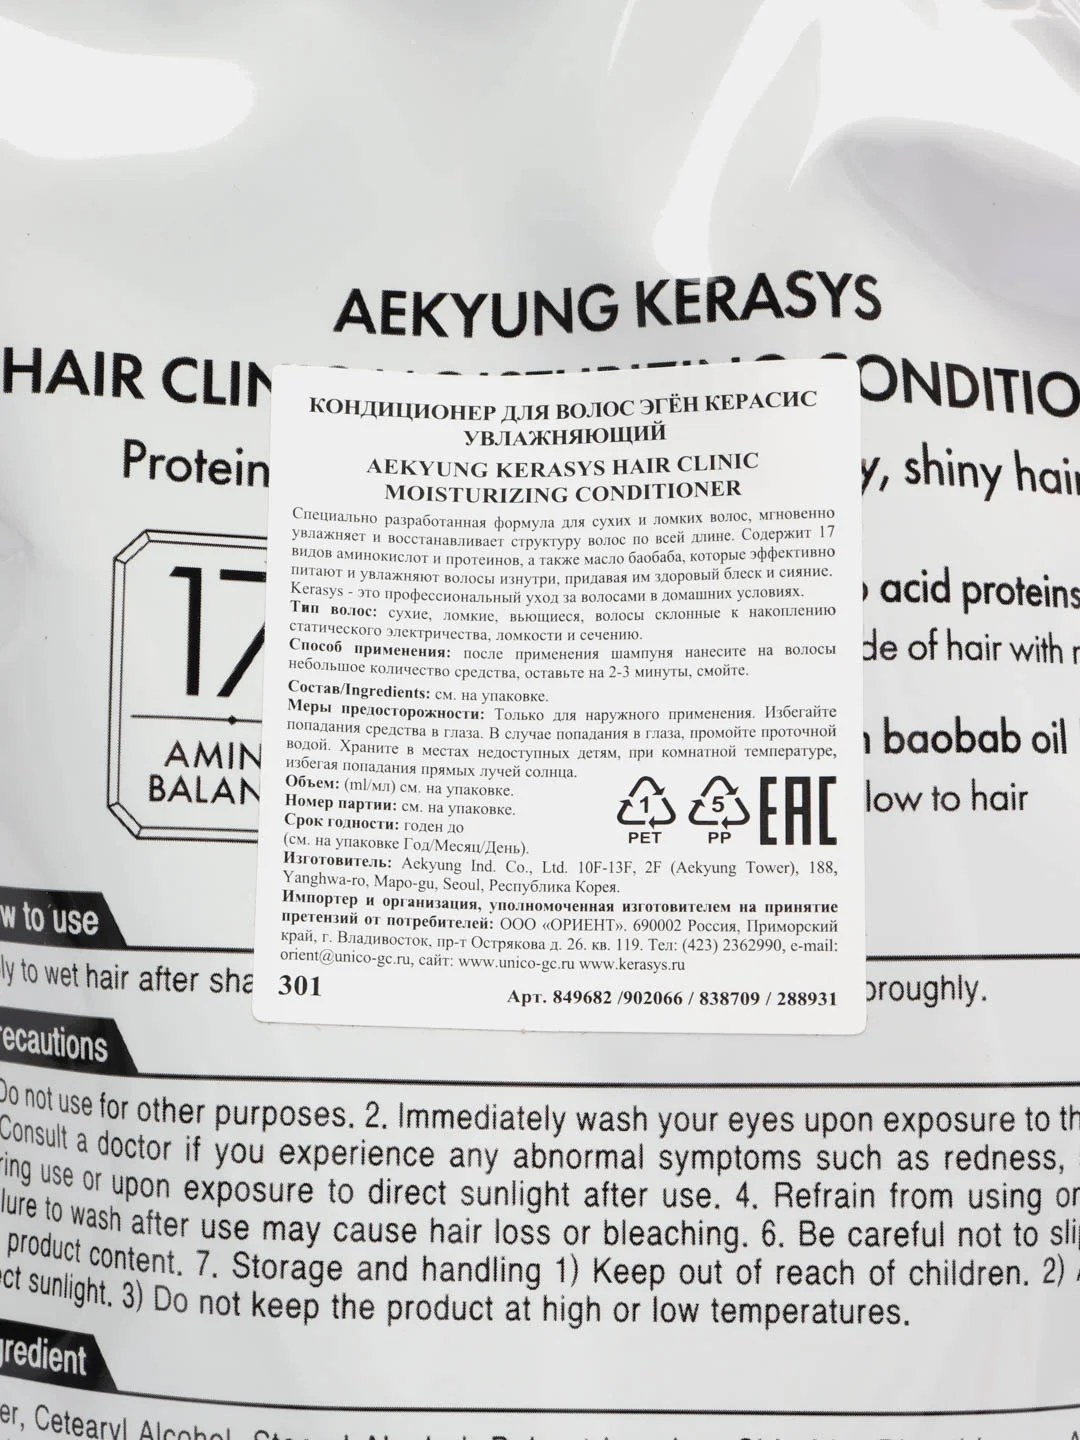 AEKYUNG KERASYS
HAIR CLINIC MOISTURIZING CONDITIO
Protein
y, shiny hair
17
AMIN
BALAN
acid proteins
de of hair with
baobab oil
low to hair
КОНДИЦИОНЕР ДЛЯ ВОЛОС ЭГЁН КЕРАСИС
УВЛАЖНЯЮЩИЙ
AEKYUNG KERASYS HAIR CLINIC
MOISTURIZING CONDITIONER
Специально разработанная формула для сухих и ломких волос, мгновенно
увлажняет и восстанавливает структуру волос по всей длине. Содержит 17
видов аминокислот и протеинов, а также масло баобаба, которые эффективно
питают и увлажняют волосы изнутри, придавая им здоровый блеск и сияние.
Kerasys - это профессиональный уход за волосами в домашних условиях.
Тип волос: сухие, ломкие, вьющиеся, волосы склонные к накоплению
статического электричества, ломкости и сечению.
Способ применения: после применения шампуня нанесите на волосы
небольшое количество средства, оставьте на 2-3 минуты, смойте.
Состав/Ingredients: см. на упаковке.
Меры предосторожности: Только для наружного применения. Избегайте
попадания средства в глаза. В случае попадания в глаза, промойте проточной
водой. Храните в местах недоступных детям, при комнатной температуре,
избегая попадания прямых лучей солнца.
Объем: (ml/мл) см. на упаковке.
Номер партии: см. на упаковке.
Срок годности: годен до
(см. на упаковке Год/Месяц/День).
1 5 EAC
PET PP
Изготовитель: Aekyung Ind. Co., Ltd. 10F-13F, 2F (Aekyung Tower), 188,
Yanghwa-ro, Mapo-gu, Seoul, Республика Корея.
Импортер и организация, уполномоченная изготовителем на принятие
претензий от потребителей: ООО «ОРИЕНТ». 690002 Россия, Приморский
край, г. Владивосток, пр-т Острякова д. 26. кв. 119. Тел: (423) 2362990, e-mail:
orient@unico-gc.ru, сайт: www.unico-gc.ru www.kerasys.ru
301
Арт. 849682 /902066 / 838709 / 288931
w to use
ly to wet hair after sha
oroughly.
recautions
Do not use for other purposes. 2. Immediately wash your eyes upon exposure to th
Consult a doctor if you experience any abnormal symptoms such as redness,
ring use or upon exposure to direct sunlight after use. 4. Refrain from using or
lure to wash after use may cause hair loss or bleaching. 6. Be careful not to sli
product content. 7. Storage and handling 1) Keep out of reach of children. 2)
ect sunlight. 3) Do not keep the product at high or low temperatures.
gredient
er, Cetearyl Alcohol,